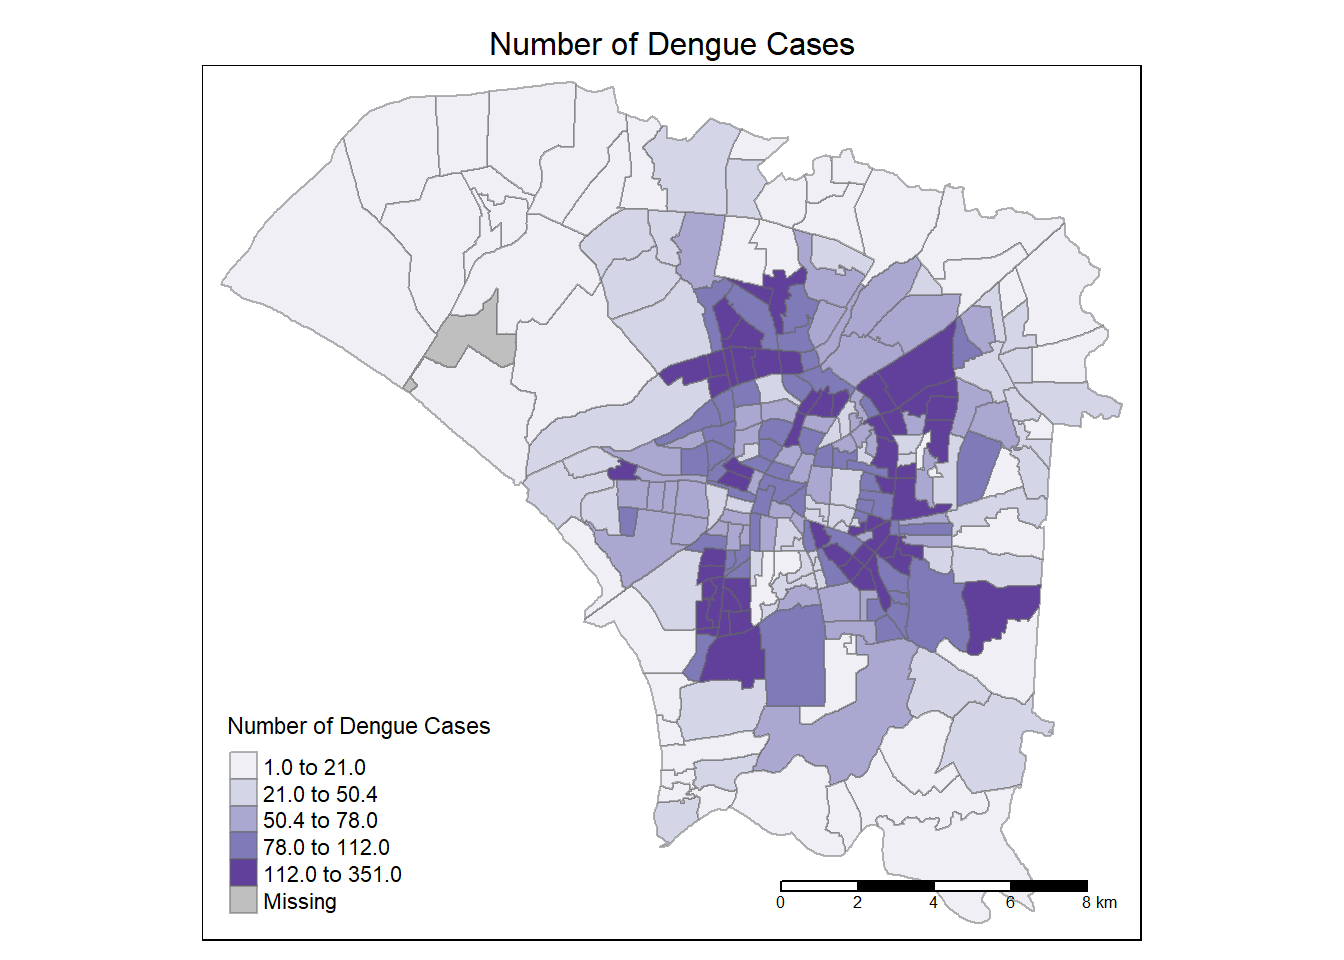 Number of Dengue Cases
Number of Dengue Cases
1.0 to 21.0
21.0 to 50.4
50.4 to 78.0
78.0 to 112.0
112.0 to 351.0
Missing
0 2 4 6 8 km